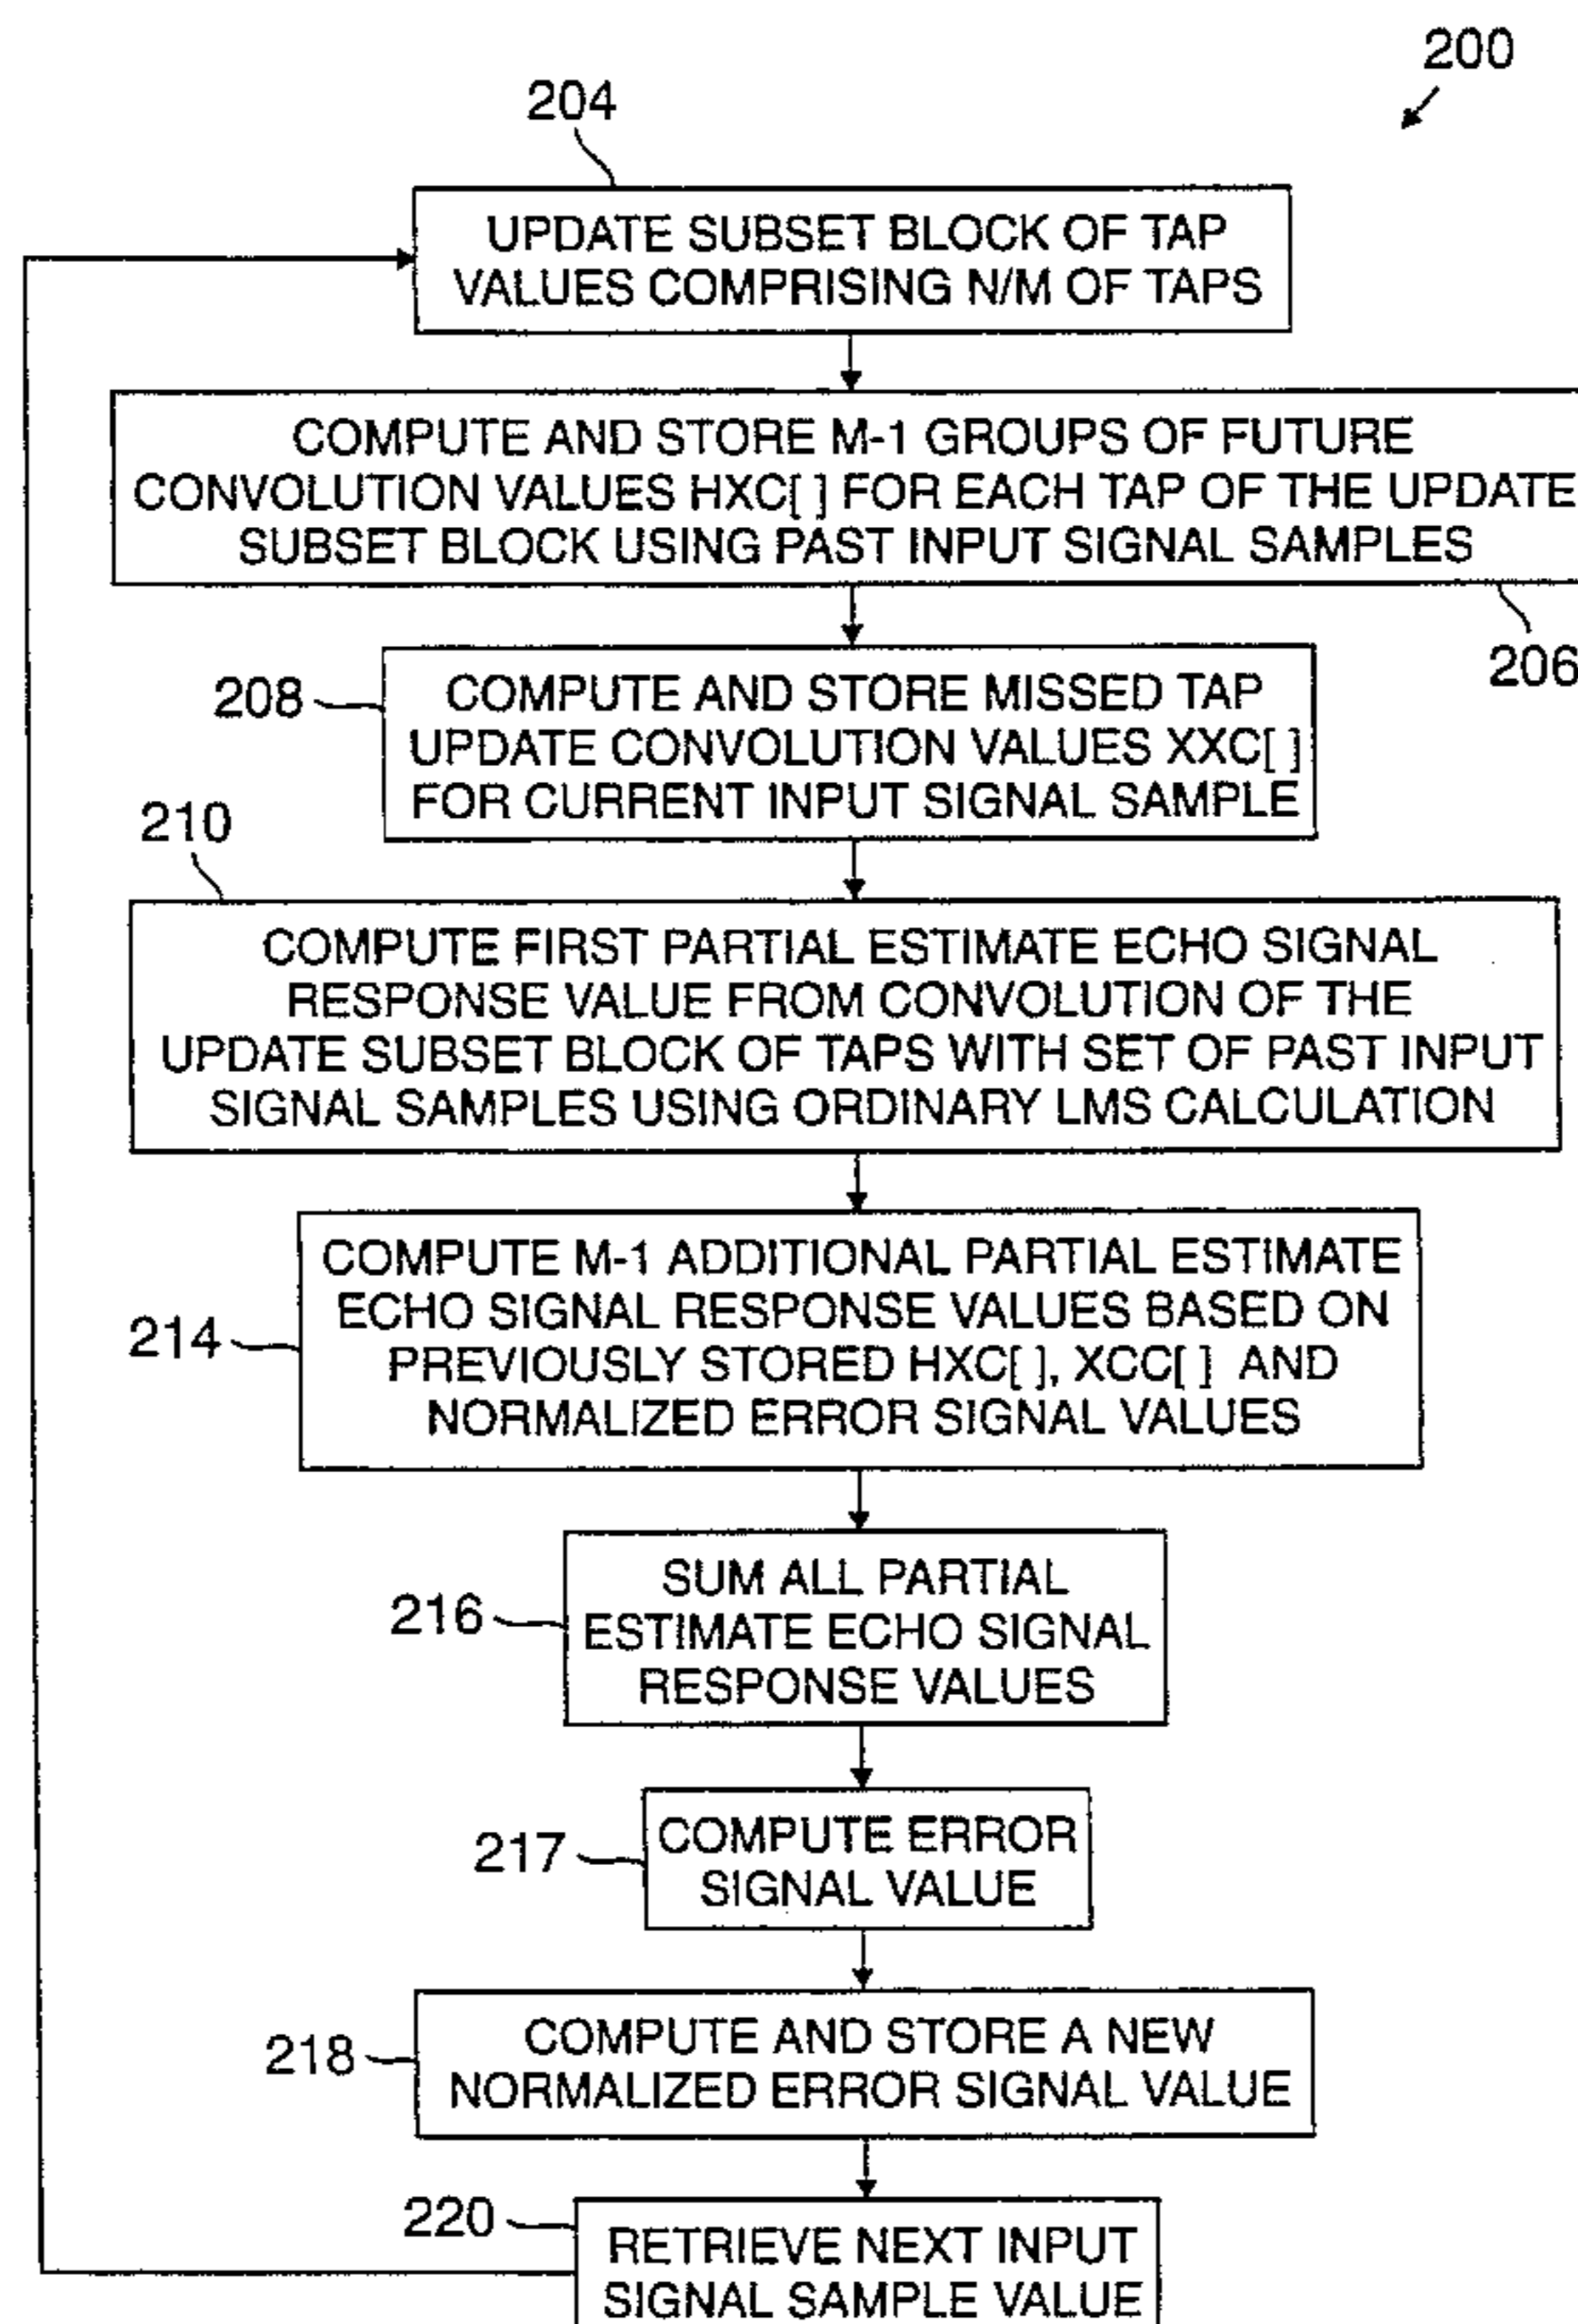 200
204
UPDATE SUBSET BLOCK OF TAP
VALUES COMPRISING N/M OF TAPS
COMPUTE AND STORE M-1 GROUPS OF FUTURE
CONVOLUTION VALUES HXC[ ] FOR EACH TAP OF THE UPDATE
SUBSET BLOCK USING PAST INPUT SIGNAL SAMPLES
206
208
COMPUTE AND STORE MISSED TAP
UPDATE CONVOLUTION VALUES XXC[ ]
FOR CURRENT INPUT SIGNAL SAMPLE
210
COMPUTE FIRST PARTIAL ESTIMATE ECHO SIGNAL
RESPONSE VALUE FROM CONVOLUTION OF THE
UPDATE SUBSET BLOCK OF TAPS WITH SET OF PAST INPUT
SIGNAL SAMPLES USING ORDINARY LMS CALCULATION
214
COMPUTE M-1 ADDITIONAL PARTIAL ESTIMATE
ECHO SIGNAL RESPONSE VALUES BASED ON
PREVIOUSLY STORED HXC[ ], XCC[ ] AND
NORMALIZED ERROR SIGNAL VALUES
216
SUM ALL PARTIAL
ESTIMATE ECHO SIGNAL
RESPONSE VALUES
217
COMPUTE ERROR
SIGNAL VALUE
218
COMPUTE AND STORE A NEW
NORMALIZED ERROR SIGNAL VALUE
220
RETRIEVE NEXT INPUT
SIGNAL SAMPLE VALUE